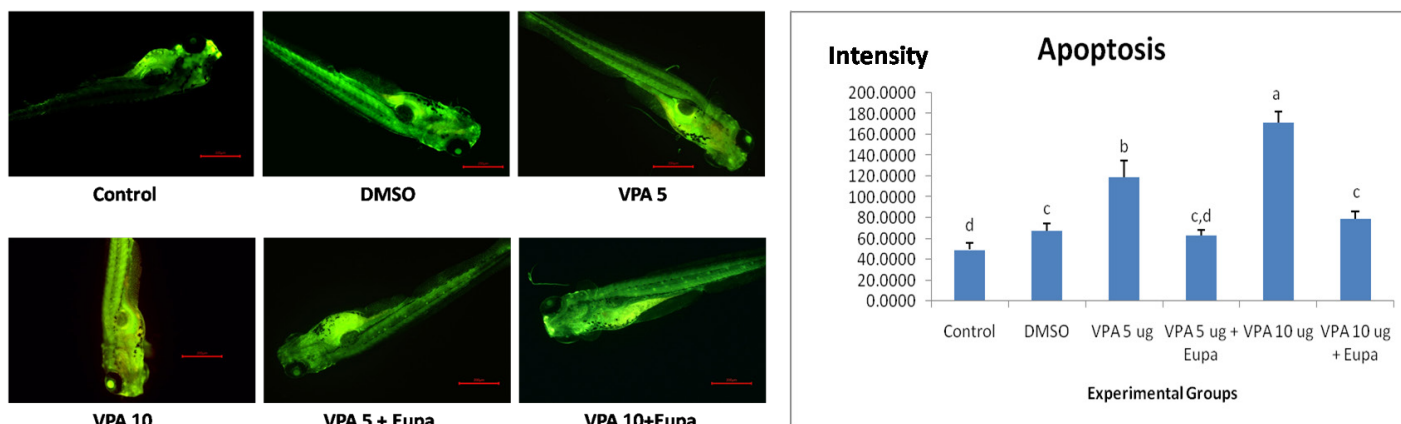 Control
DMSO
VPA 5
VPA 10
VPA 5 + Eupa
VPA 10+Eupa
Apoptosis
Intensity
200.0000
180.0000
160.0000
140.0000
120.0000
100.0000
80.0000
60.0000
40.0000
20.0000
0.0000
d
c
b
c,d
a
c
Control
DMSO
VPA 5 ug
VPA 5 ug +
Eupa
VPA 10 ug
VPA 10 ug
+ Eupa
Experimental Groups